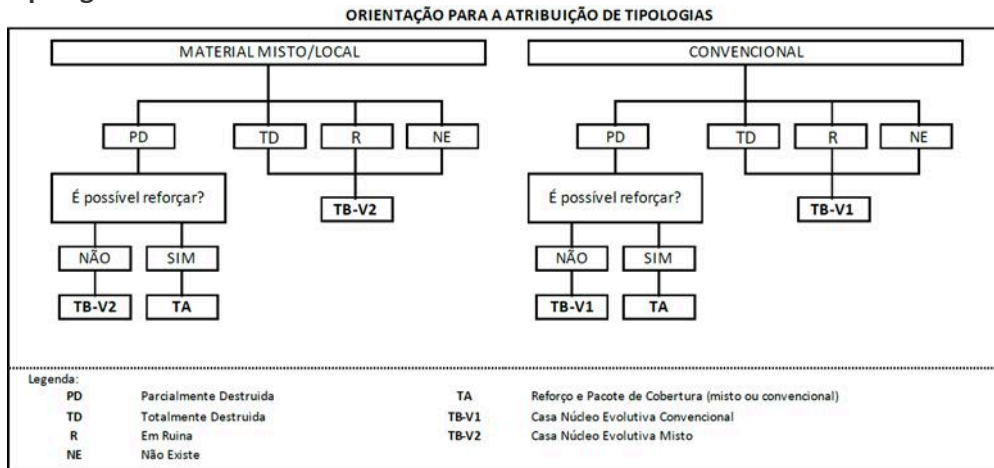 ORIENTAÇÃO PARA A ATRIBUIÇÃO DE TIPOLOGIAS
MATERIAL MISTO/LOCAL
PD TD R NE
É possível reforçar?
TB-V2
NÃO SIM
TB-V2 TA
CONVENCIONAL
PD TD R NE
É possível reforçar?
TB-V1
NÃO SIM
TB-V1 TA
Legenda:
PD Parcialmente Destruida
TD Totalmente Destruida
R Em Ruina
NE Não Existe
TA Reforço e Pacote de Cobertura (misto ou convencional)
TB-V1 Casa Núcleo Evolutiva Convencional
TB-V2 Casa Núcleo Evolutiva Misto